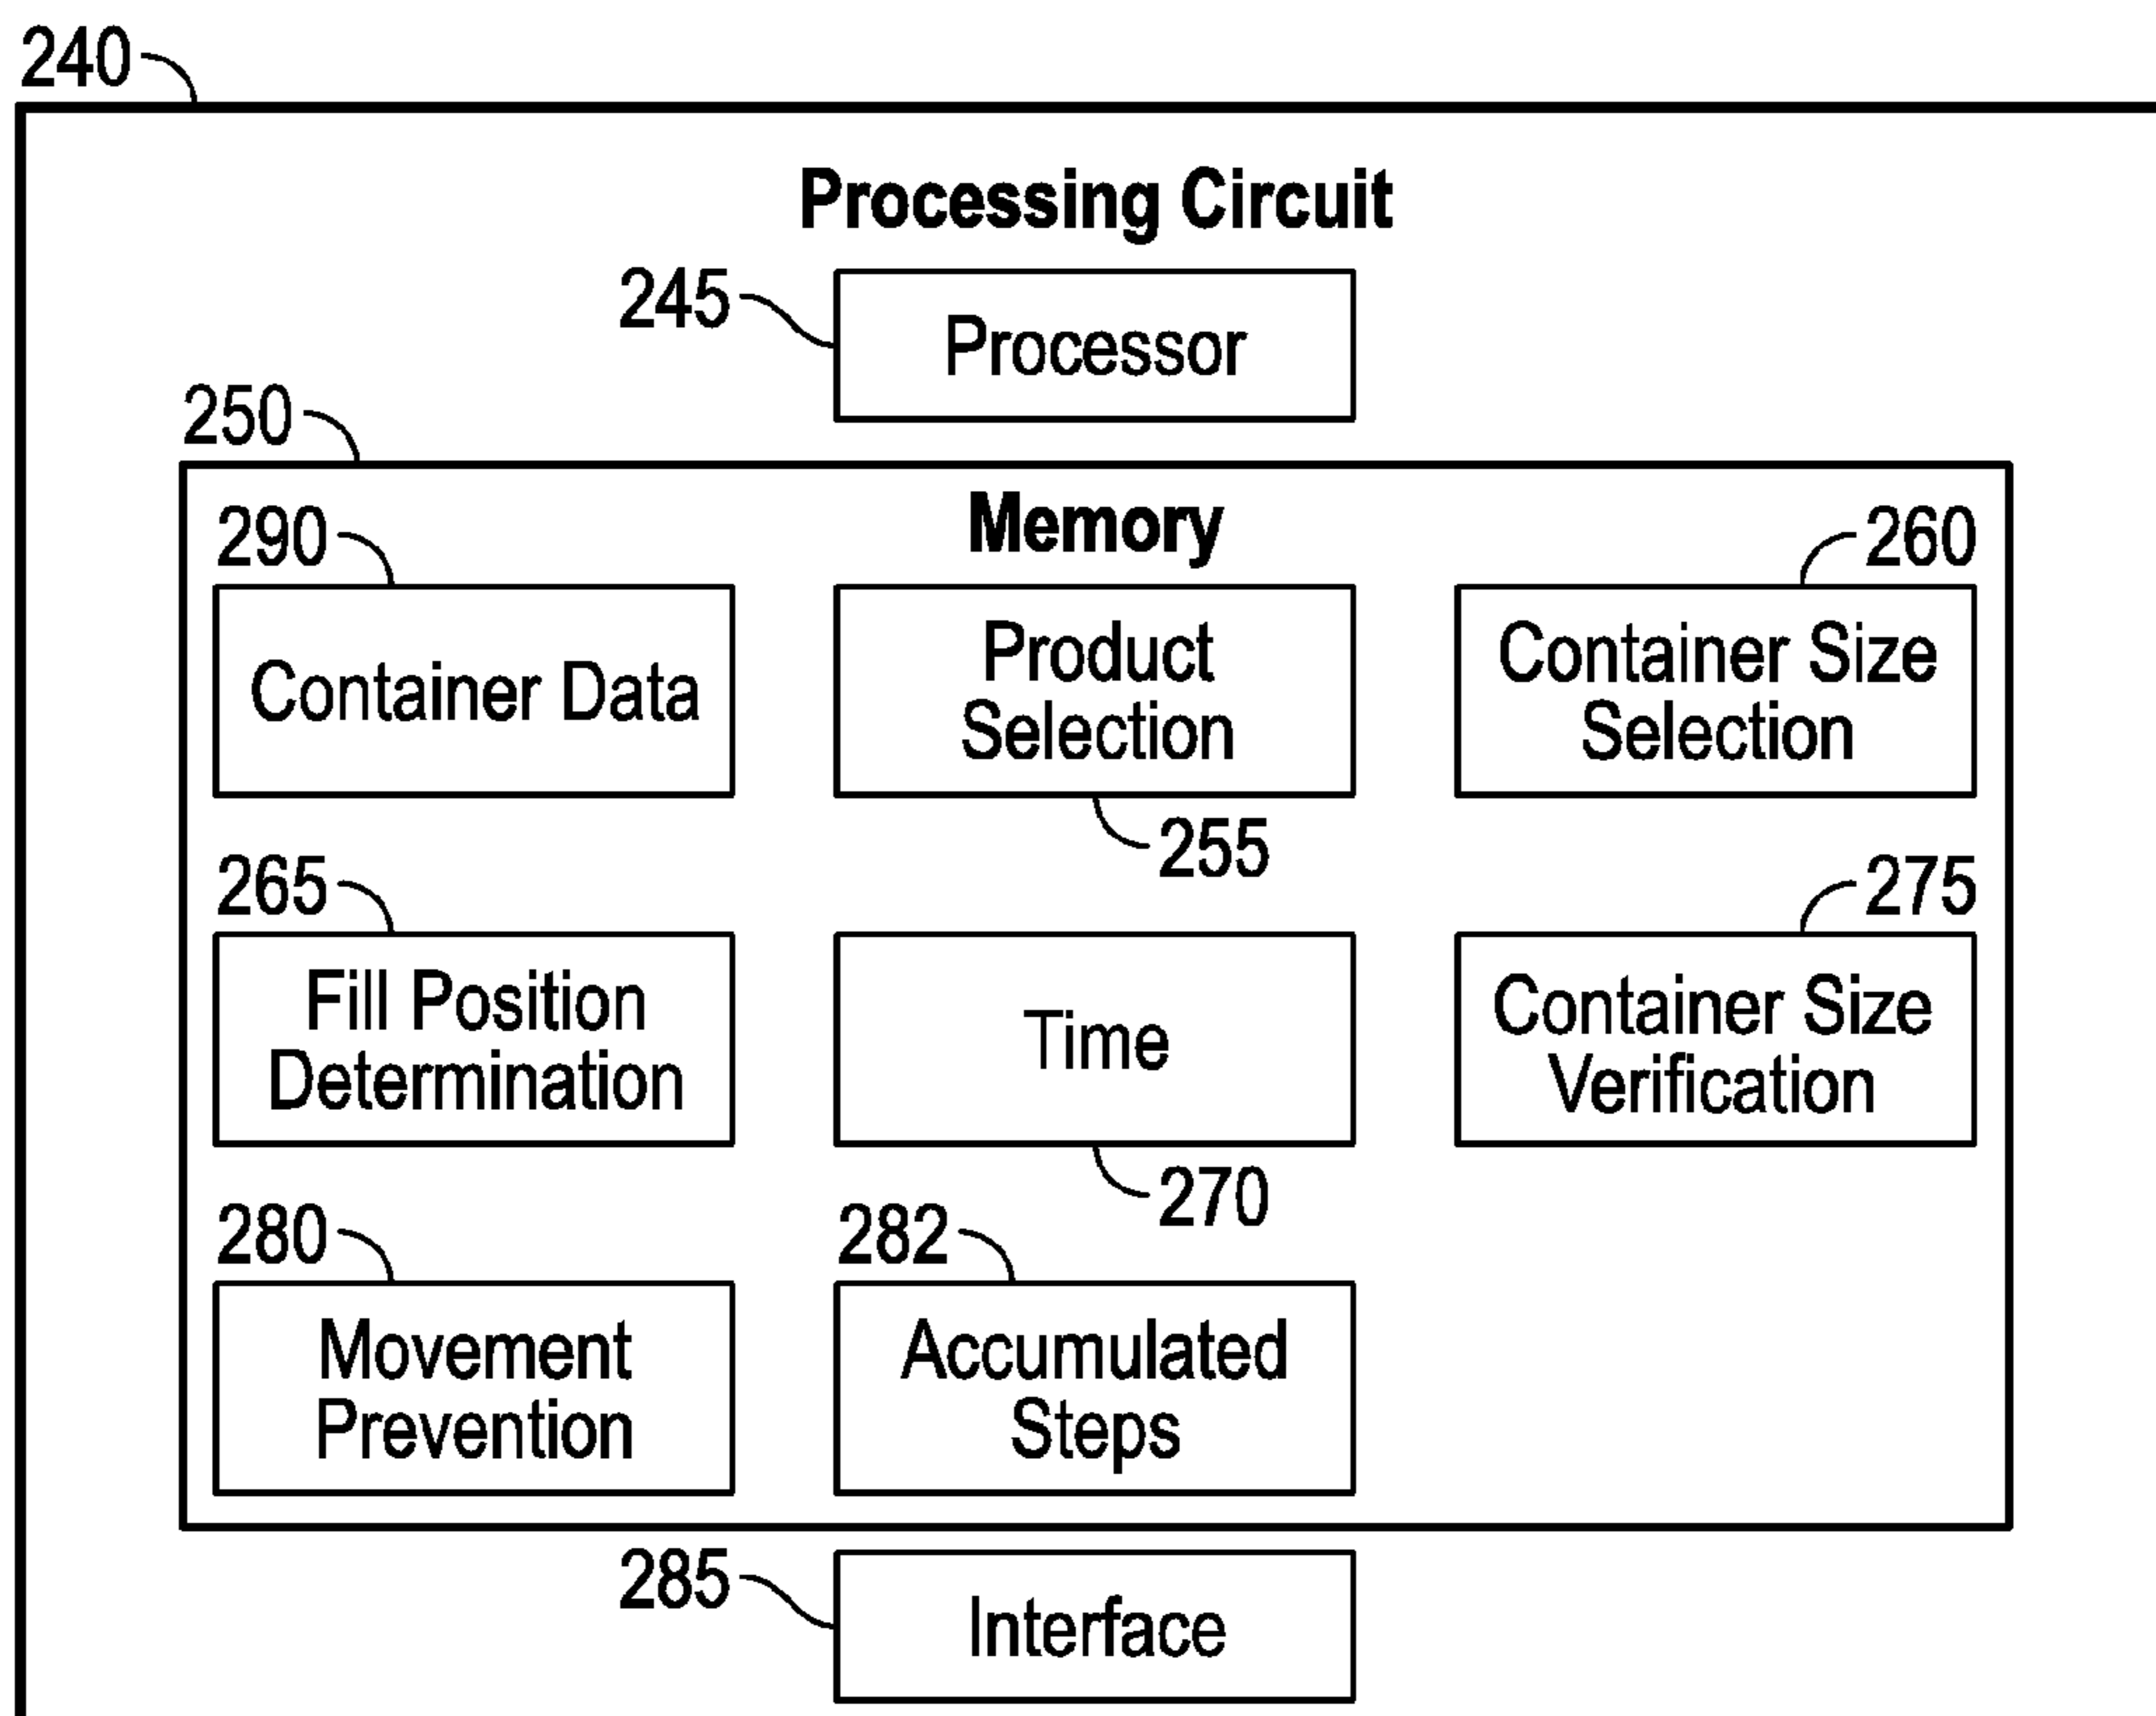 240
Processing Circuit
245
Processor
250
Memory
290
Container Data
Product
Selection
255
260
Container Size
Selection
265
Fill Position
Determination
Time
270
275
Container Size
Verification
280
Movement
Prevention
282
Accumulated
Steps
285
Interface